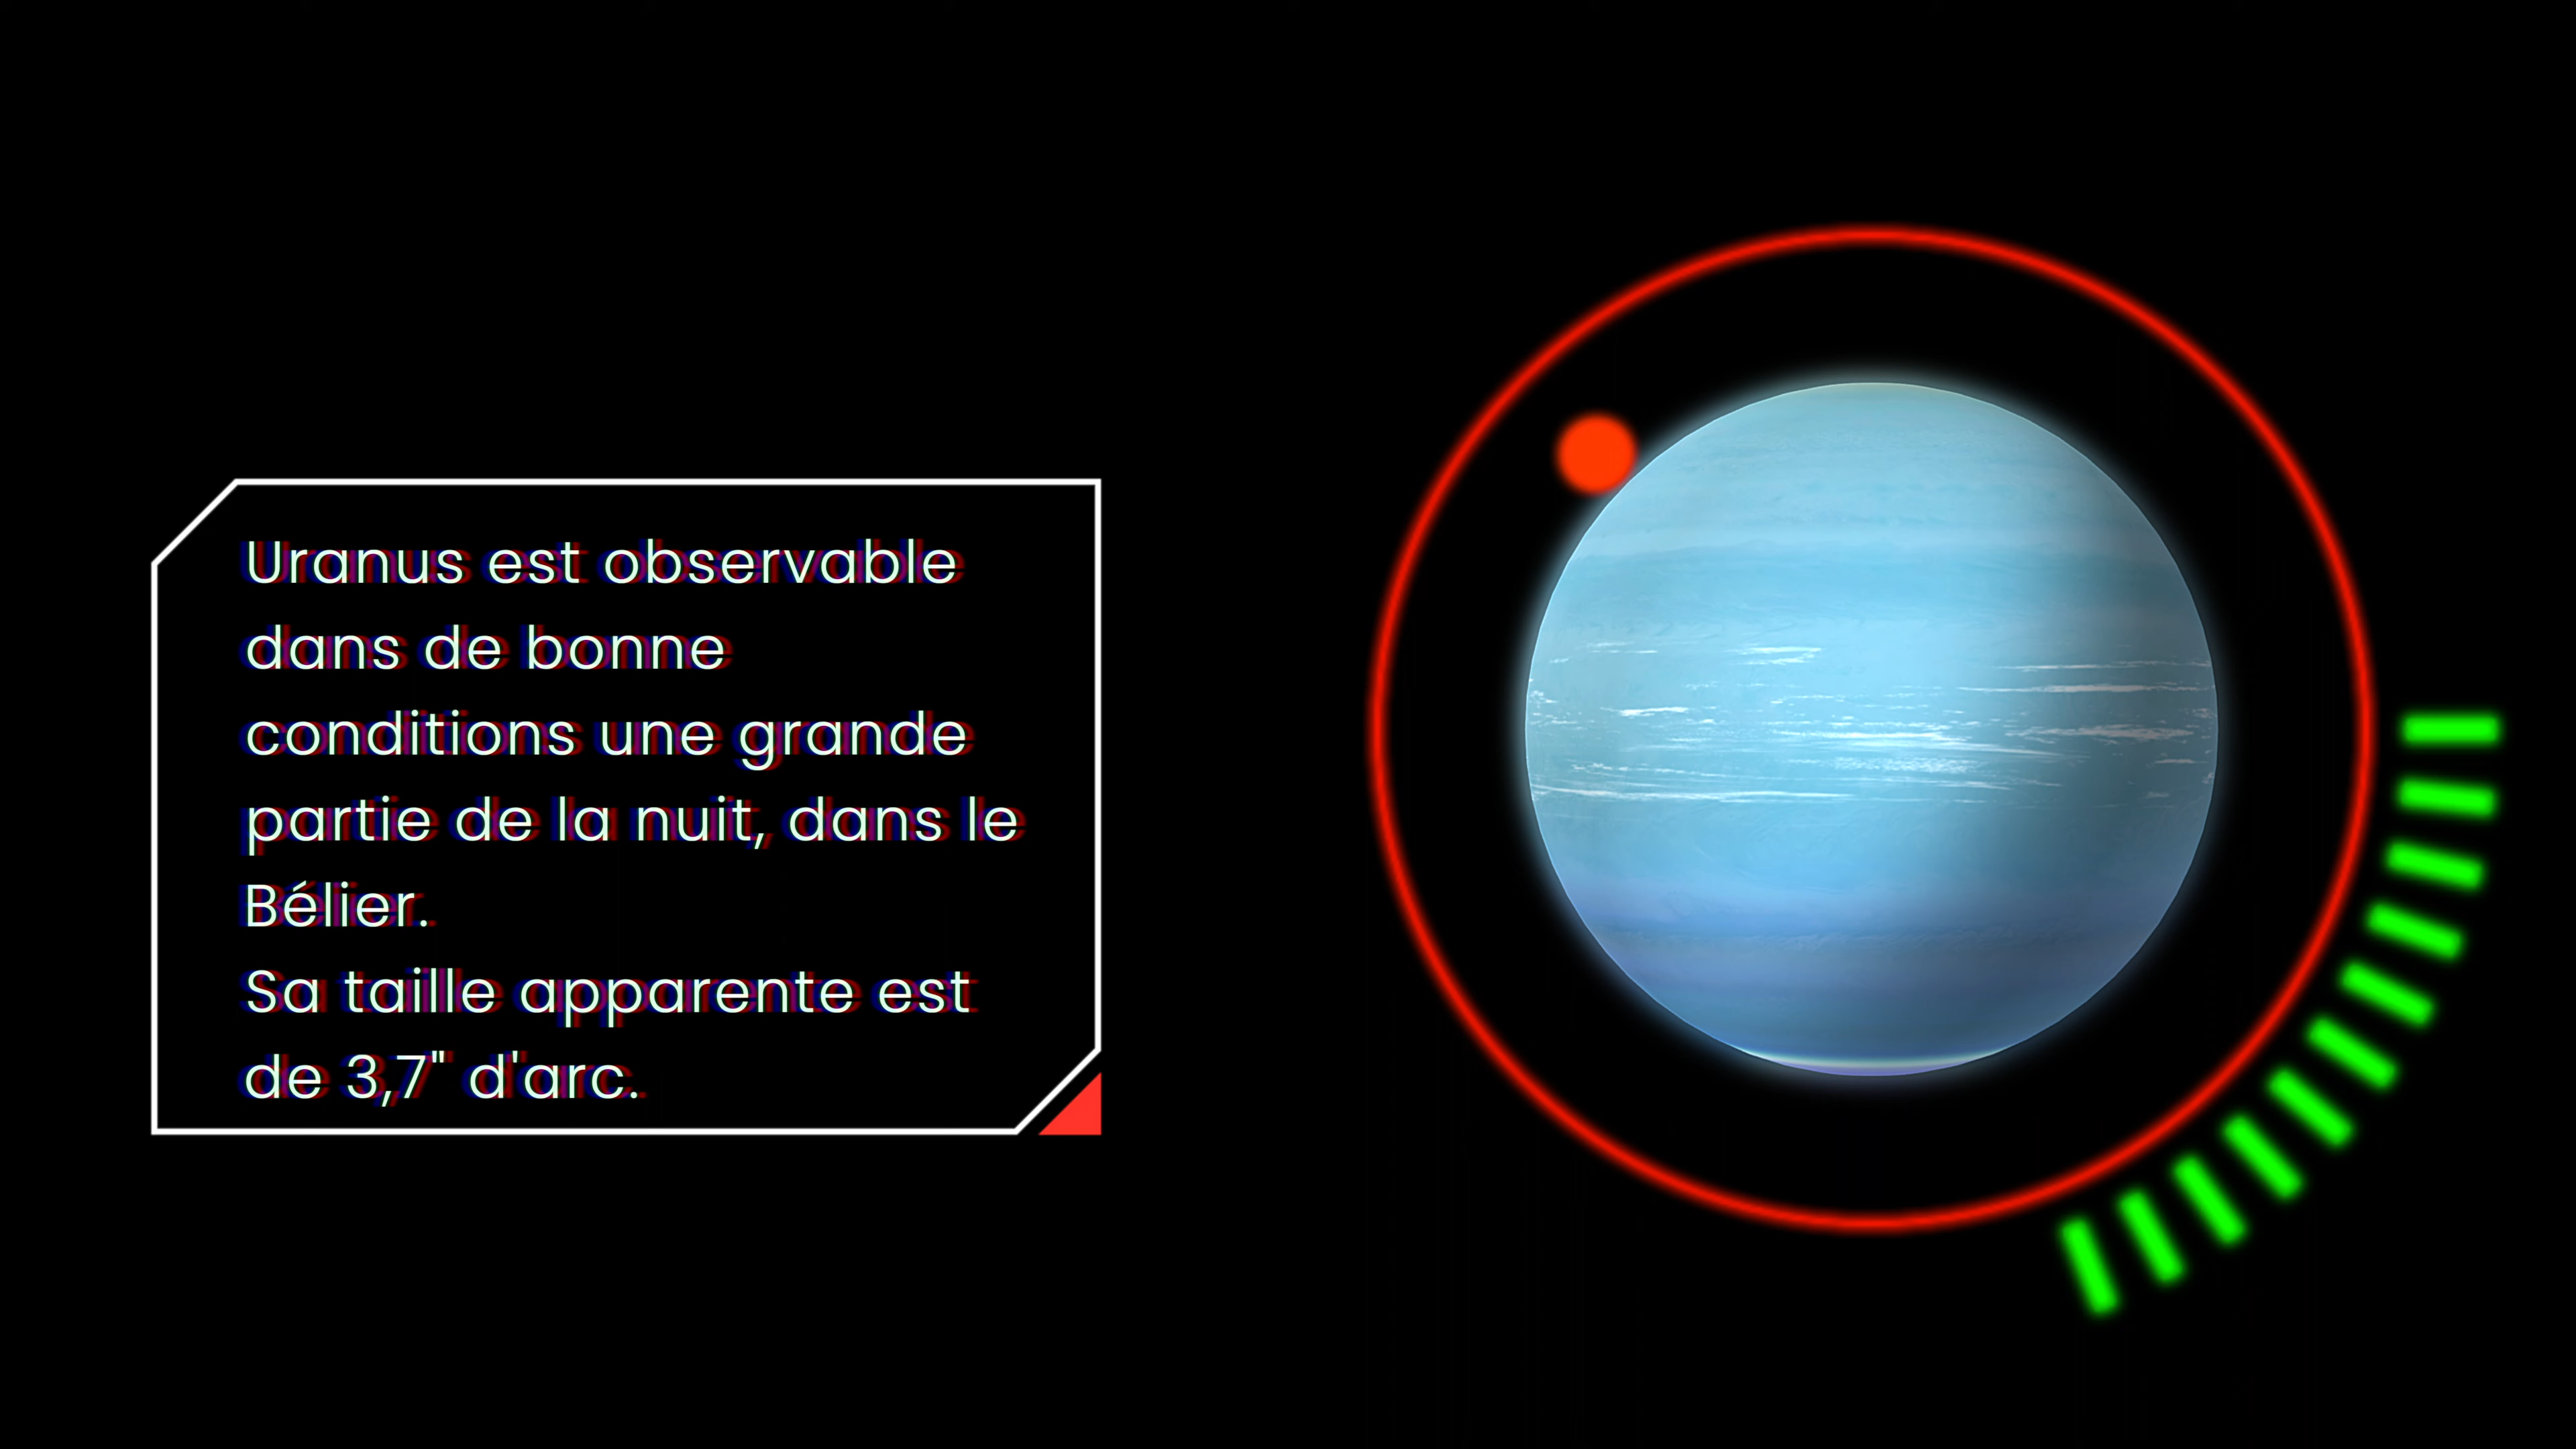 Uranus est observable
dans de bonne
conditions une grande
partie de la nuit, dans le
Bélier.
Sa taille apparente est
de 3,7" d'arc.